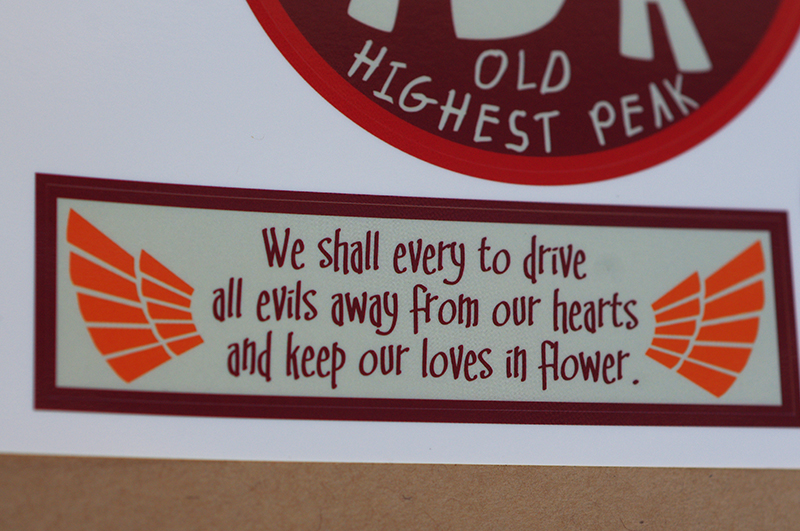 OLD
HIGHEST PEAK
We shall every to drive
all evils away from our hearts
and keep our loves in flower.